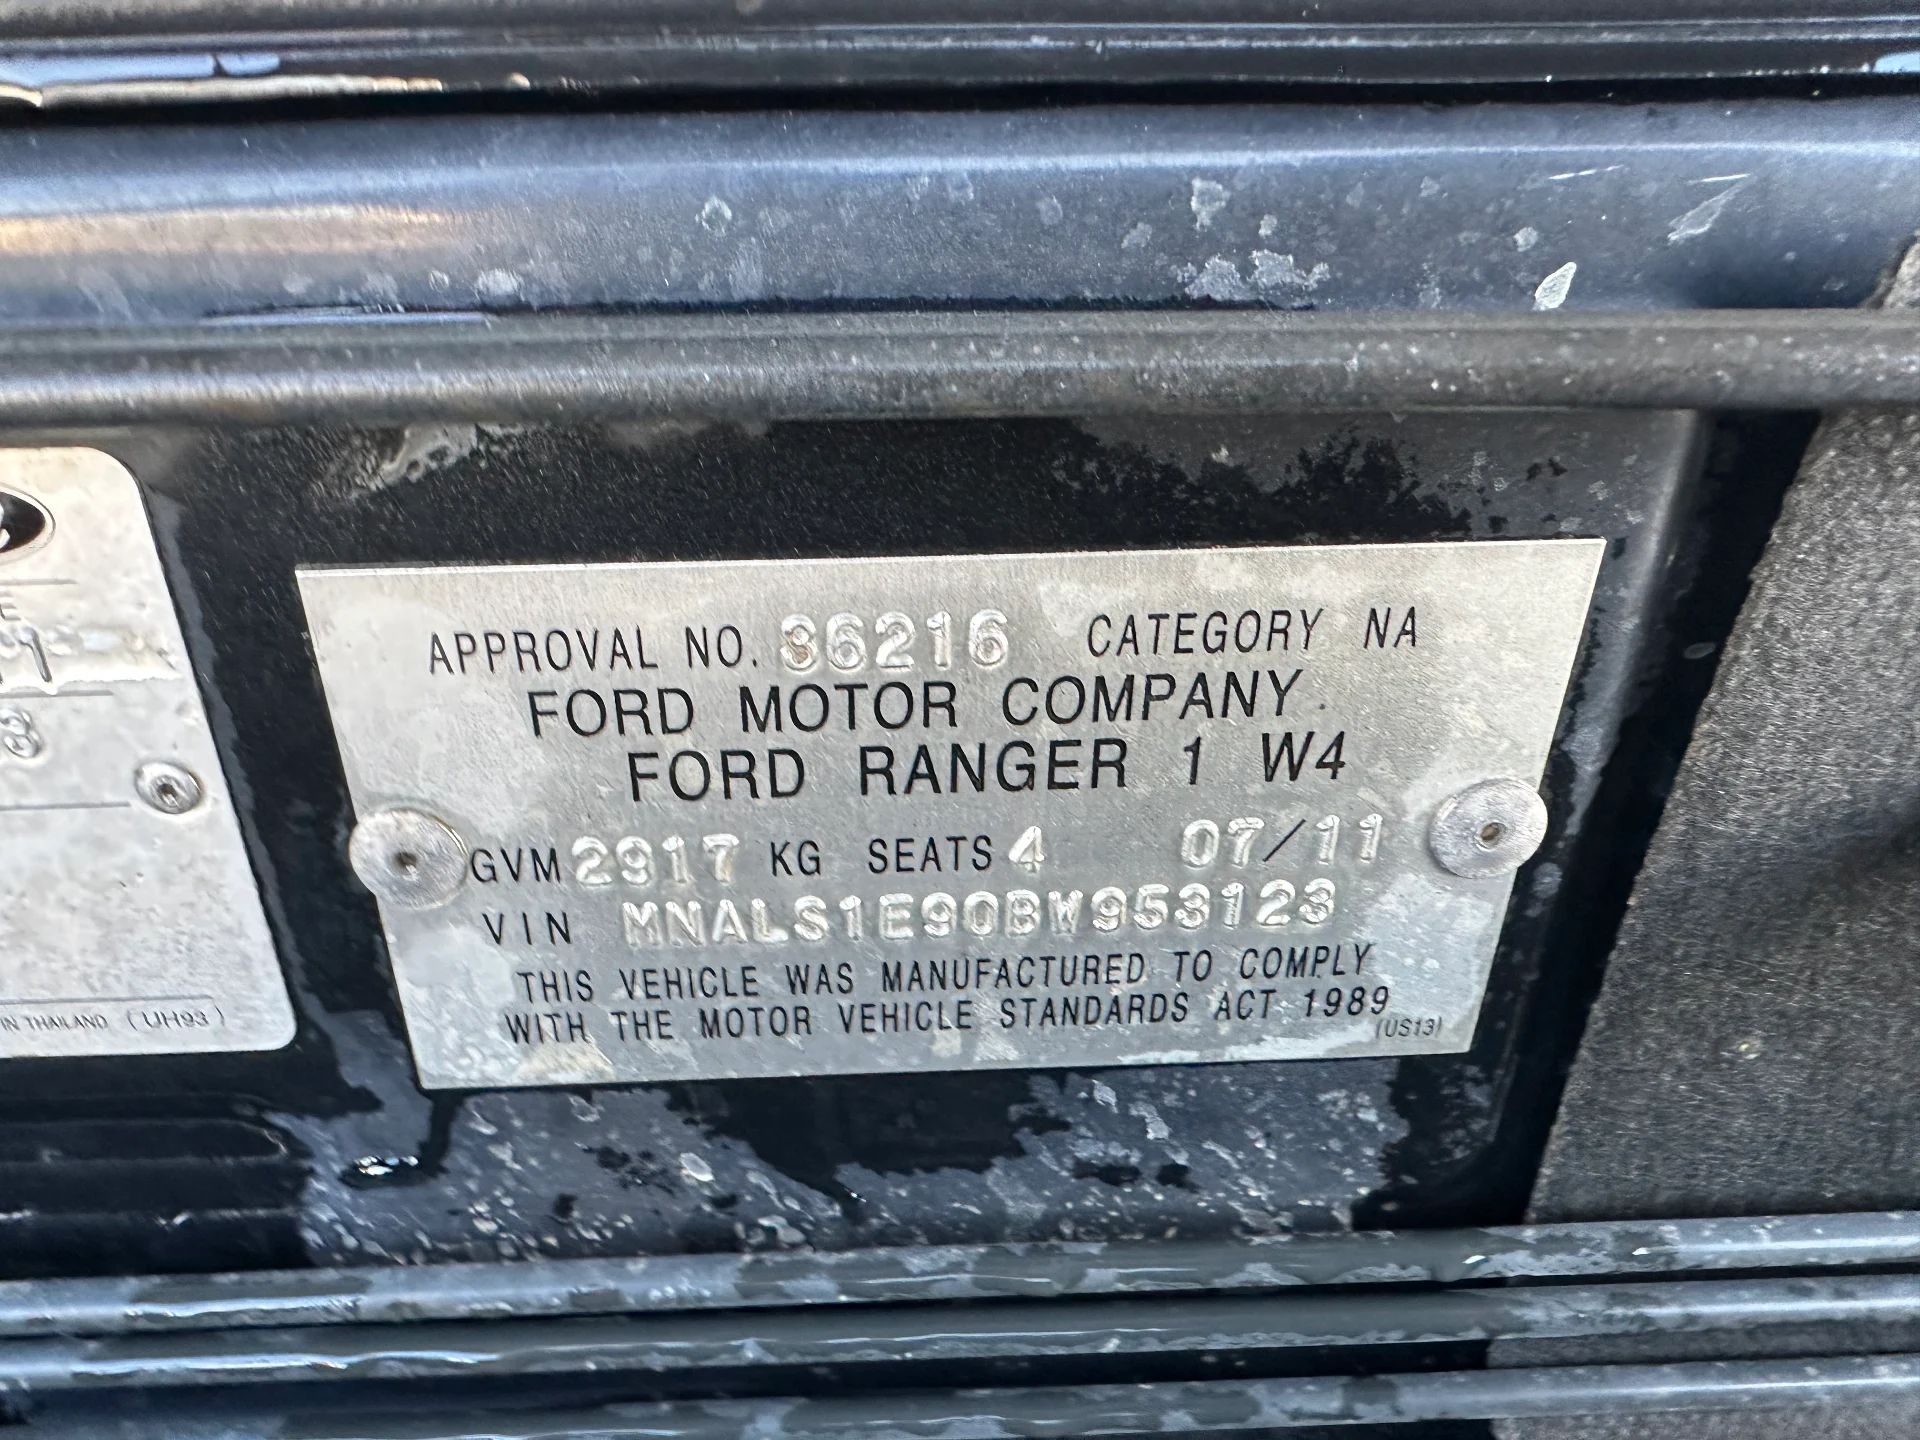 APPROVAL NO. 36216 CATEGORY NA
FORD MOTOR COMPANY
FORD RANGER 1 W4
GVM 2917 KG SEATS 4 07/11
VIN MNALS1E90BW953123
THIS VEHICLE WAS MANUFACTURED TO COMPLY
WITH THE MOTOR VEHICLE STANDARDS ACT 1989
(US13)
IN THAILAND (UH93)